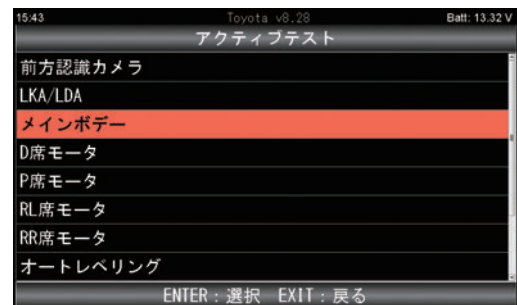 15:43 Toyota v8.28 Batt: 13.32 V
アクティブテスト
前方認識カメラ
LKA/LDA
メインボデー
D席モータ
P席モータ
RL席モータ
RR席モータ
オートレベリング
ENTER：選択 EXIT：戻る